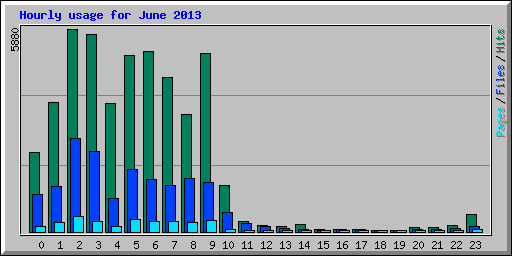 Hourly usage for June 2013
5880
Pages/Files/Hits
0 1 2 3 4 5 6 7 8 9 10 11 12 13 14 15 16 17 18 19 20 21 22 23